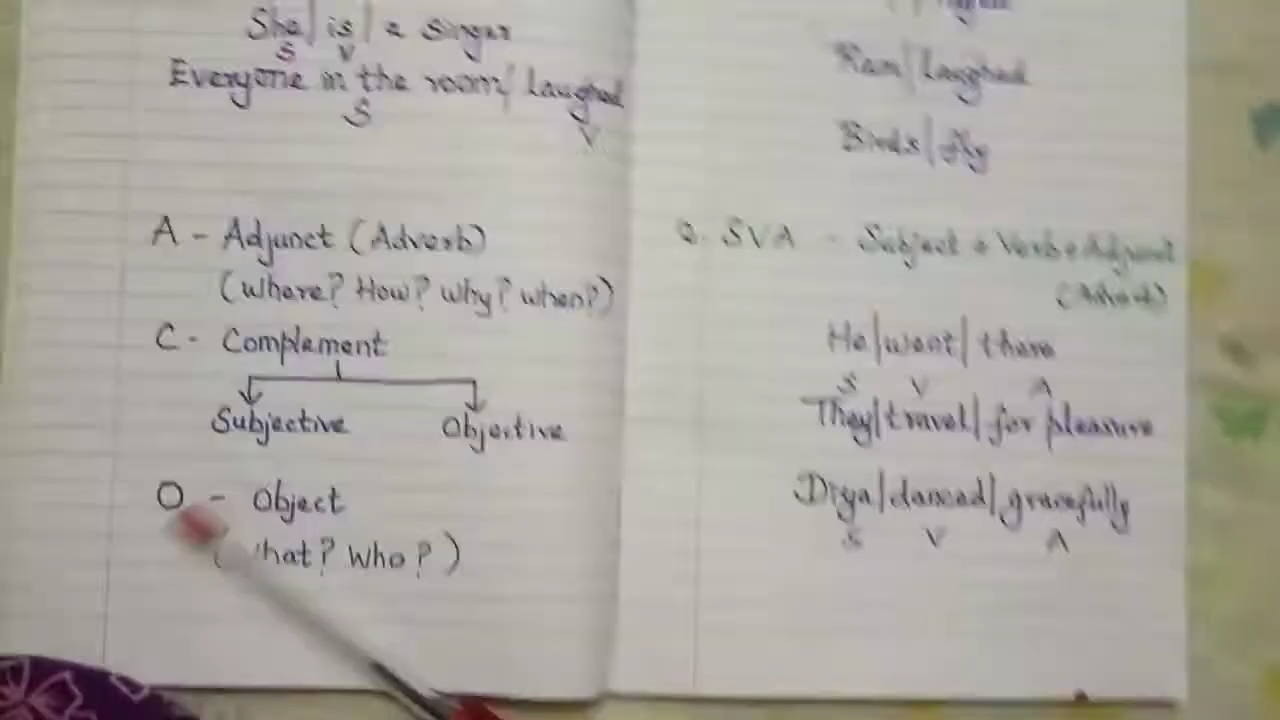 She| is| a singer
S V
Everyone in the room/ laughed
S V
A - Adjunct (Adverb)
(Where? How? Why? when?)
C - Complement
Subjective Objective
O - Object
What? Who? )
Ram| laughed
Birds| fly
2. SVA - Subject + Verb + Adjunct
(Adverb)
He|went| there
S V A
They|travel| for pleasure
Diya|danced| gracefully
S V A